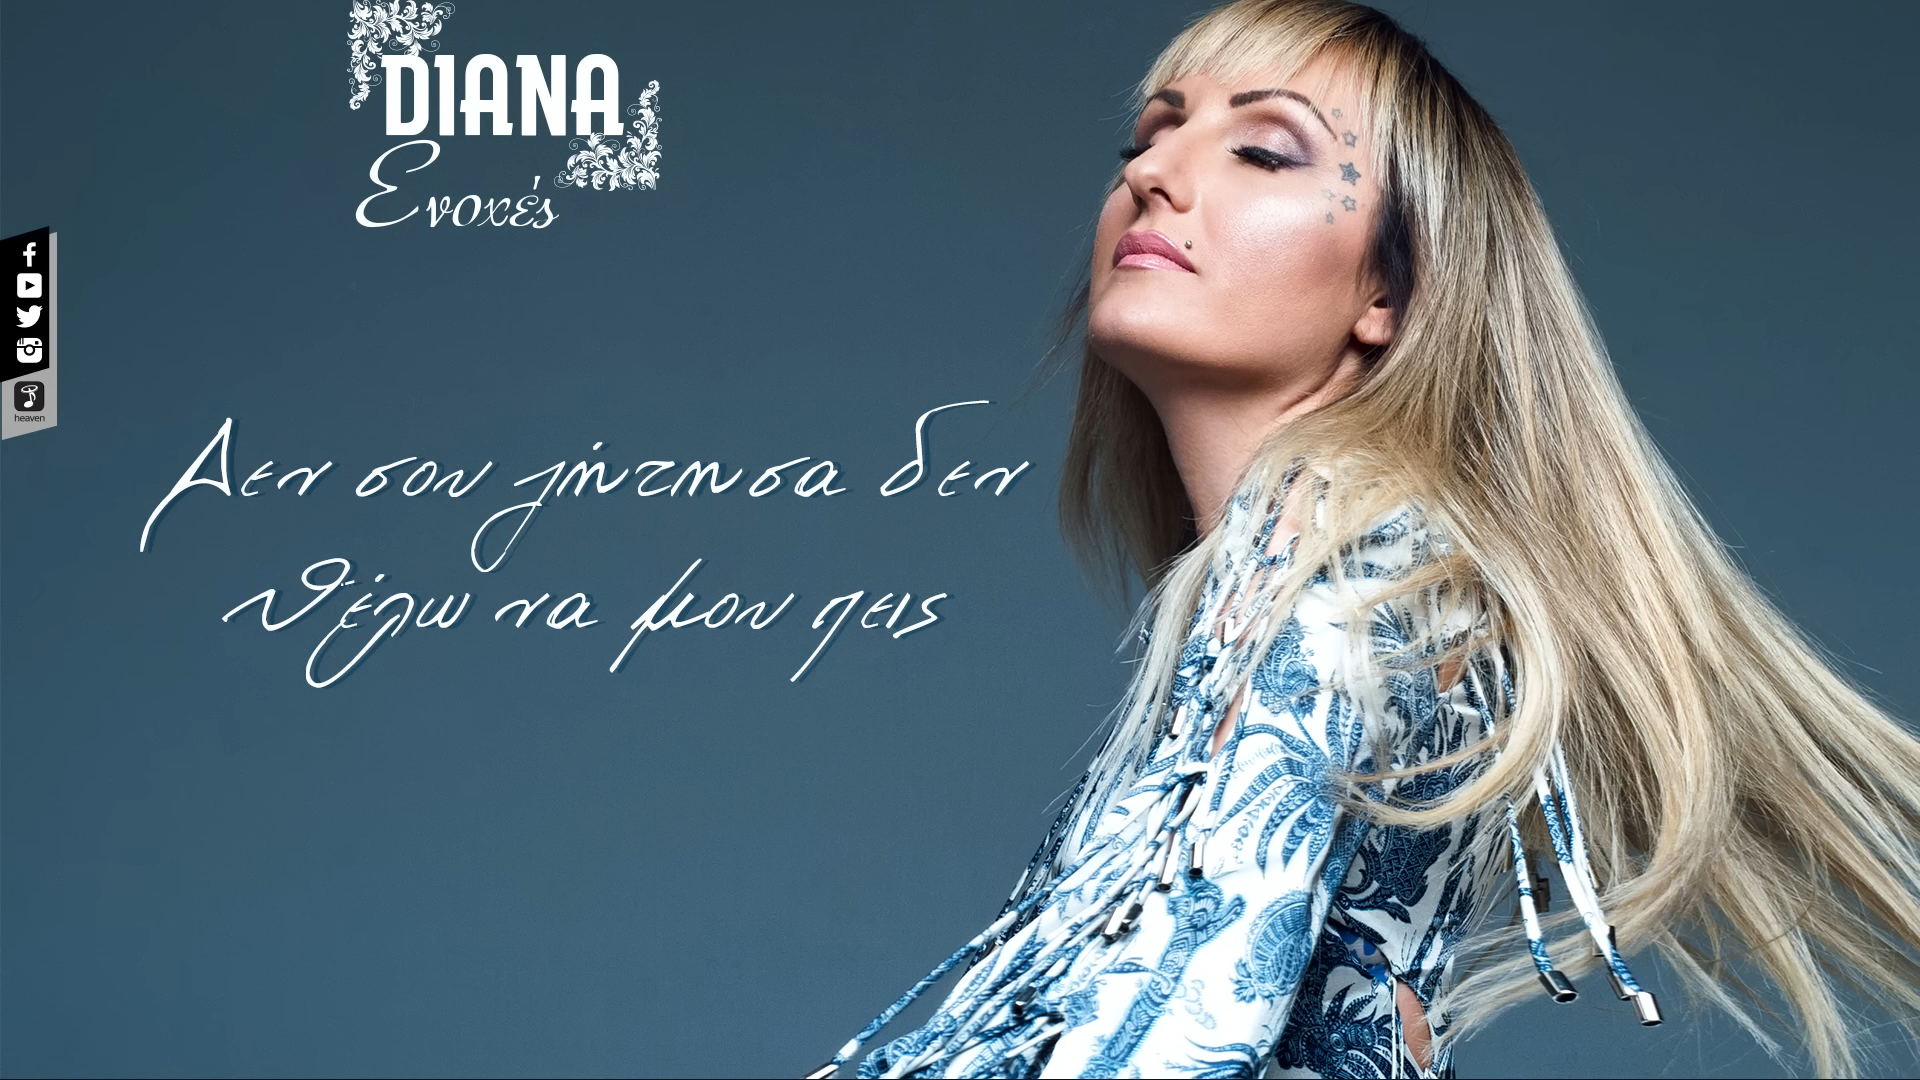 DIANA
Ενοχές
heaven
Δεν σου ζήτησα δεν
θέλω να μου πεις